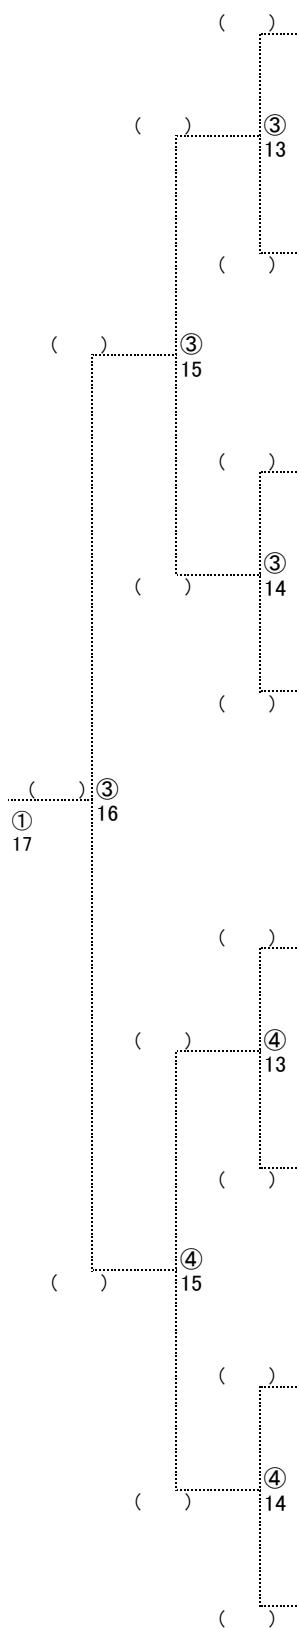 (　　)
(　　) ③
13
(　　)
(　　) ③
15
(　　)
③
(　　) 14
(　　)
(　　) ③
① 16
17
(　　)
(　　) ④
13
(　　)
④
(　　) 15
(　　)
④
(　　) 14
(　　)